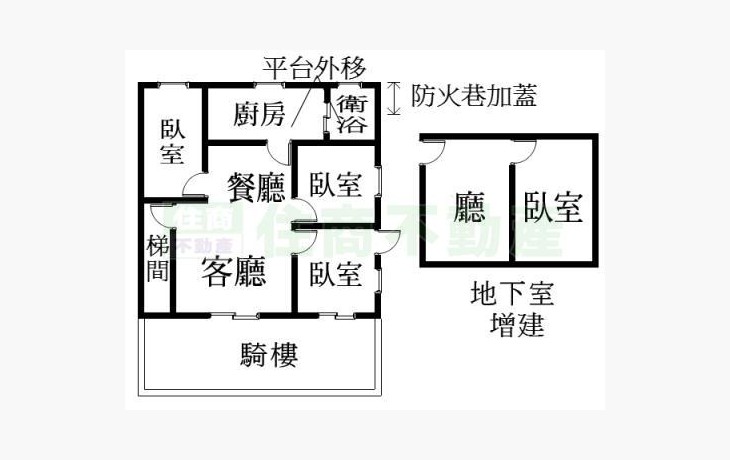 平台外移
防火巷加蓋
臥室
廚房
衛浴
餐廳
臥室
廳
臥室
住商
不動產
住商不動產
梯間
客廳
臥室
地下室
增建
騎樓